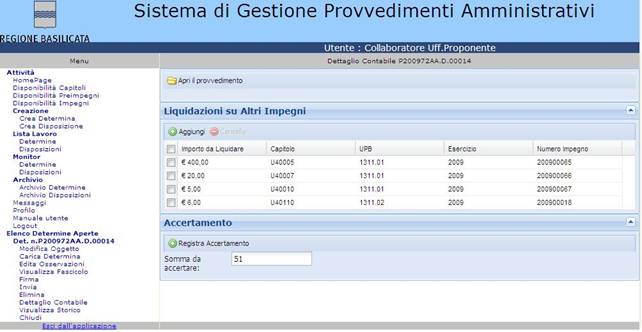 Sistema di Gestione Provvedimenti Amministrativi
REGIONE BASILICATA
Utente : Collaboratore Uff.Proponente
Menu
Dettaglio Contabile P200972AA.D.00014
Attività
HomePage
Disponibilità Capitoli
Disponibilità Preimpegni
Disponibilità Impegni
Creazione
Crea Determina
Crea Disposizione
Lista Lavoro
Determine
Disposizioni
Monitor
Determine
Disposizioni
Archivio
Archivio Determine
Archivio Disposizioni
Messaggi
Profilo
Manuale utente
Logout
Elenco Determine Aperte
Det. n.P200972AA.D.00014
Modifica Oggetto
Carica Determina
Edita Osservazioni
Visualizza Fascicolo
Firma
Invia
Elimina
Dettaglio Contabile
Visualizza Storico
Chiudi
Esci dall'applicazione
Apri il provvedimento
Liquidazioni su Altri Impegni
Aggiungi Cancella
Importo da Liquidare Capitolo UPB Esercizio Numero Impegno
€ 400,00 U40005 1311.01 2009 200900065
€ 20,00 U40007 1311.01 2009 200900066
€ 5,00 U40010 1311.01 2009 200900067
€ 6,00 U40110 1311.02 2009 200900018
Accertamento
Registra Accertamento
Somma da accertare: 51